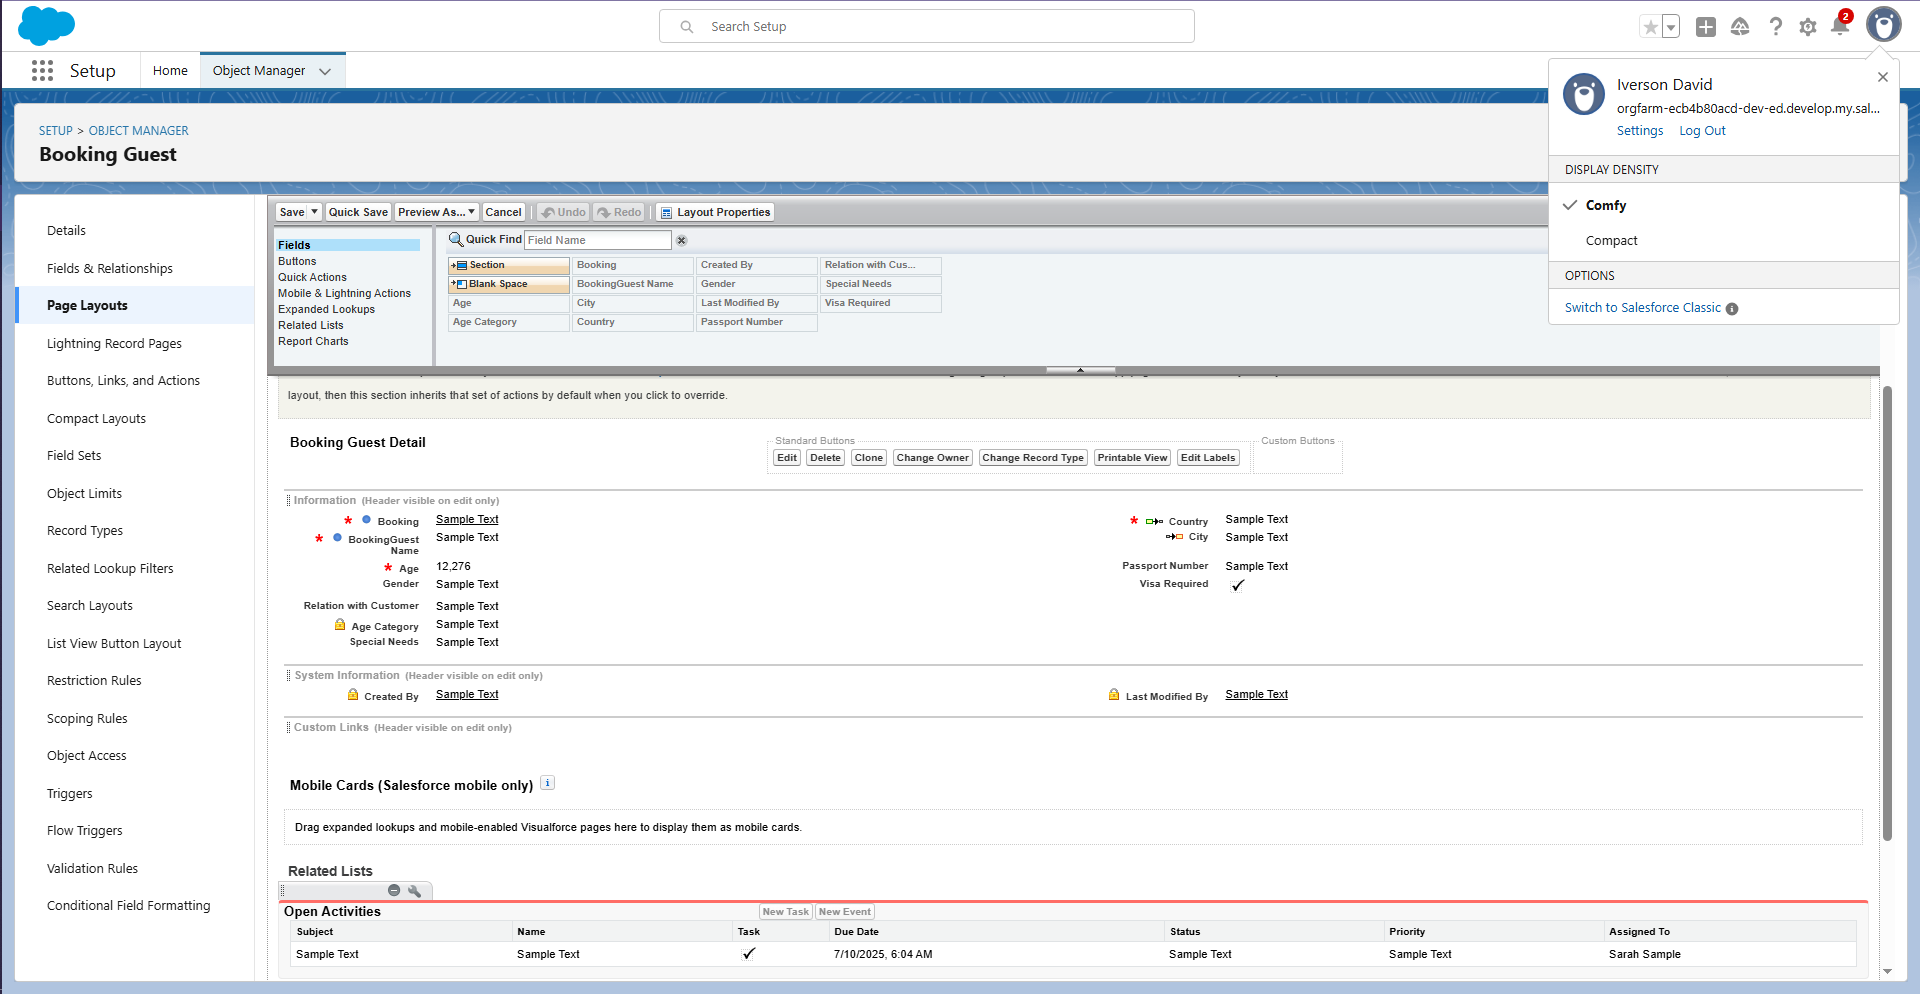 Search Setup
2
Setup
Home
Object Manager
Iverson David
orgfarm-ecb4b80acd-dev-ed.develop.my.sal...
Settings
Log Out
DISPLAY DENSITY
Comfy
Compact
OPTIONS
Switch to Salesforce Classic
SETUP > OBJECT MANAGER
Booking Guest
Details
Fields & Relationships
Page Layouts
Lightning Record Pages
Buttons, Links, and Actions
Compact Layouts
Field Sets
Object Limits
Record Types
Related Lookup Filters
Search Layouts
List View Button Layout
Restriction Rules
Scoping Rules
Object Access
Triggers
Flow Triggers
Validation Rules
Conditional Field Formatting
Save Quick Save Preview As... Cancel Undo Redo Layout Properties
Fields
Buttons
Quick Actions
Mobile & Lightning Actions
Expanded Lookups
Related Lists
Report Charts
Quick Find Field Name
Section Booking Created By Relation with Cus...
Blank Space BookingGuest Name Gender Special Needs
Age City Last Modified By Visa Required
Age Category Country Passport Number
layout, then this section inherits that set of actions by default when you click to override.
Booking Guest Detail
Standard Buttons
Custom Buttons
Edit Delete Clone Change Owner Change Record Type Printable View Edit Labels
Information (Header visible on edit only)
* Booking Sample Text * Country Sample Text
* BookingGuest Name Sample Text City Sample Text
* Age 12,276 Passport Number Sample Text
Gender Sample Text Visa Required
Relation with Customer Sample Text
Age Category Sample Text
Special Needs Sample Text
System Information (Header visible on edit only)
Created By Sample Text Last Modified By Sample Text
Custom Links (Header visible on edit only)
Mobile Cards (Salesforce mobile only) i
Drag expanded lookups and mobile-enabled Visualforce pages here to display them as mobile cards.
Related Lists
Open Activities New Task New Event
Subject Name Task Due Date Status Priority Assigned To
Sample Text Sample Text 7/10/2025, 6:04 AM Sample Text Sample Text Sarah Sample